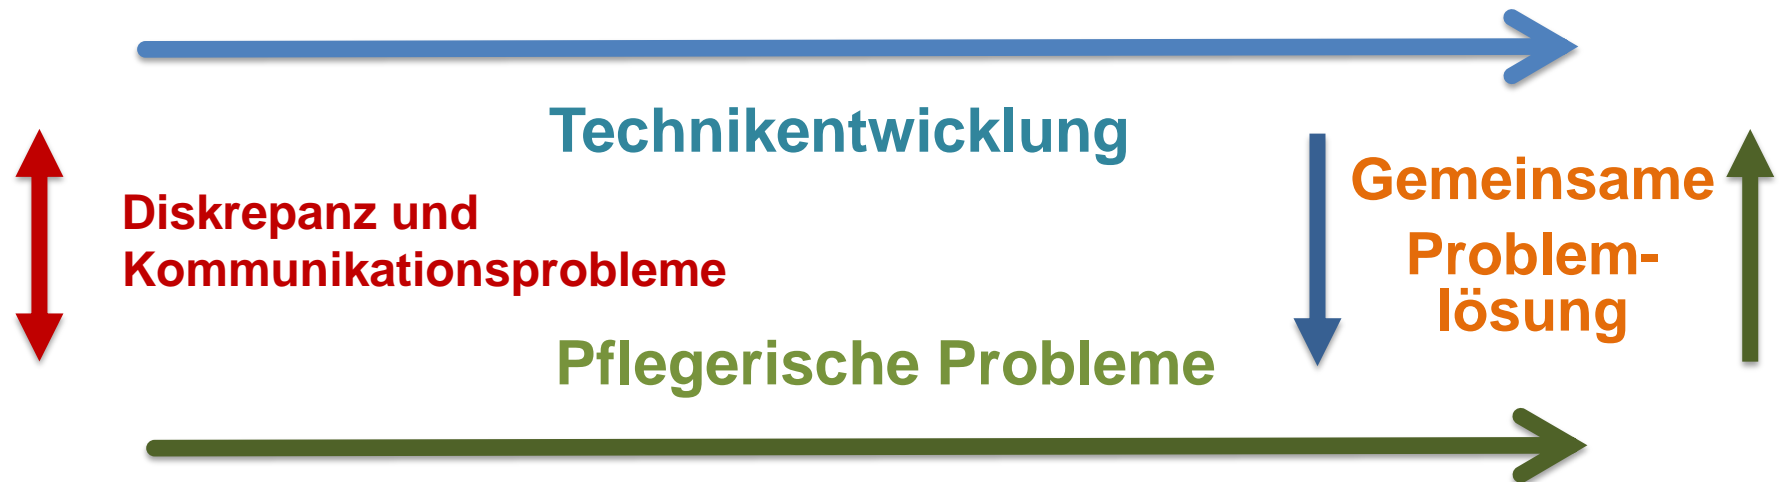 Technikentwicklung
Diskrepanz und
Kommunikationsprobleme
Gemeinsame
Problem-
lösung
Pflegerische Probleme